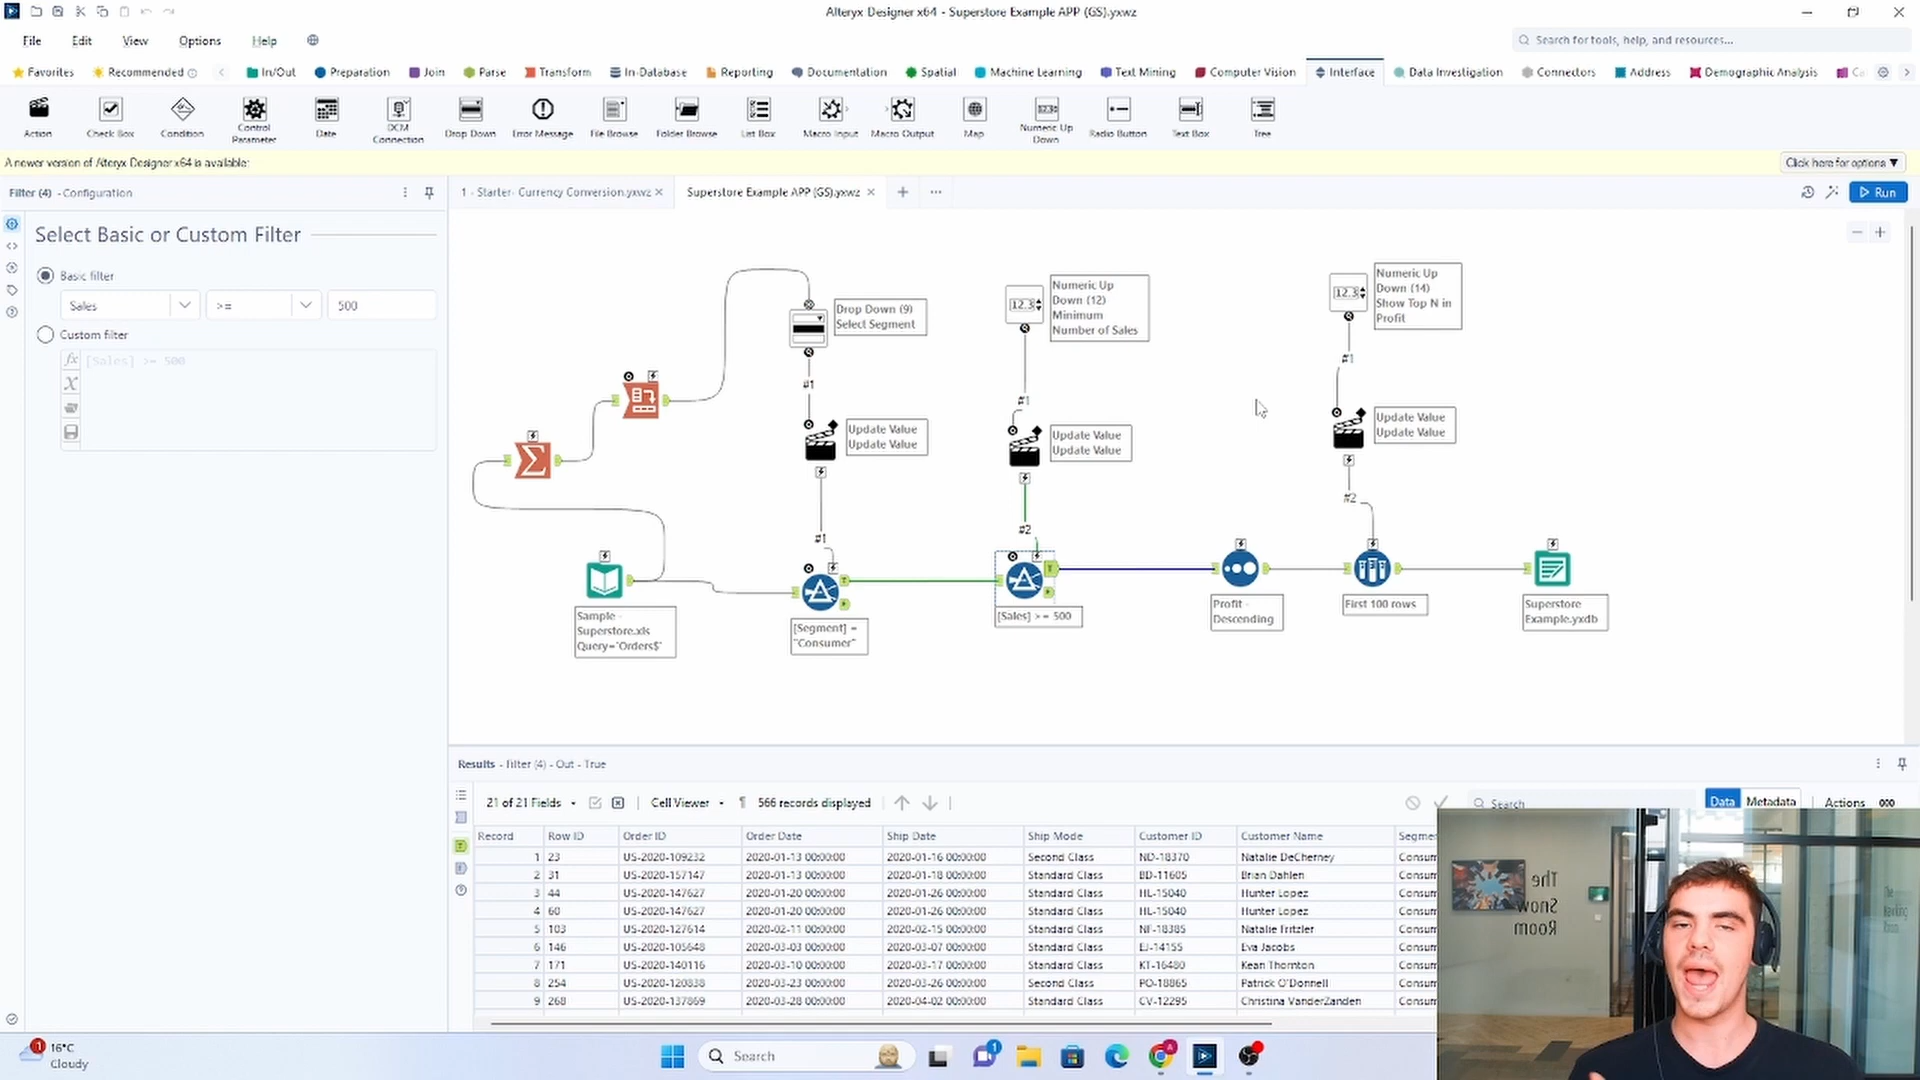 Alteryx Designer x64 - Superstore Example APP (GS).yxwz
File Edit View Options Help
Search for tools, help, and resources...
Favorites Recommended In/Out Preparation Join Parse Transform In-Database Reporting Documentation Spatial Machine Learning Text Mining Computer Vision Interface Data Investigation Connectors Address Demographic Analysis Ca
Action Check Box Condition Control Parameter Date DCM Connection Drop Down Error Message File Browse Folder Browse List Box Macro Input Macro Output Map Numeric Up Down Radio Button Text Box Tree
A newer version of Alteryx Designer x64 is available:
Click here for options ▼
Filter (4) - Configuration
1 - Starter- Currency Conversion.yxwz
Superstore Example APP (GS).yxwz
Run
Select Basic or Custom Filter
Basic filter
Sales >= 500
Custom filter
[Sales] >= 500
Drop Down (9)
Select Segment
#1
Update Value
Update Value
#1
12.3
Numeric Up
Down (12)
Minimum
Number of Sales
#1
Update Value
Update Value
#2
12.3
Numeric Up
Down (14)
Show Top N in
Profit
#1
Update Value
Update Value
#2
Sample -
Superstore.xls
Query=`Orders$`
[Segment] =
"Consumer"
[Sales] >= 500
Profit -
Descending
First 100 rows
Superstore
Example.yxdb
Results - Filter (4) - Out - True
21 of 21 Fields Cell Viewer 566 records displayed Search Data Metadata Actions 000
Record Row ID Order ID Order Date Ship Date Ship Mode Customer ID Customer Name Segme
1 23 US-2020-109232 2020-01-13 00:00:00 2020-01-16 00:00:00 Second Class ND-18370 Natalie DeCherney Consum
2 31 US-2020-157147 2020-01-13 00:00:00 2020-01-18 00:00:00 Standard Class BD-11605 Brian Dahlen Consum
3 44 US-2020-147627 2020-01-20 00:00:00 2020-01-26 00:00:00 Standard Class HL-15040 Hunter Lopez Consum
4 60 US-2020-147627 2020-01-20 00:00:00 2020-01-26 00:00:00 Standard Class HL-15040 Hunter Lopez Consum
5 103 US-2020-127614 2020-02-11 00:00:00 2020-02-15 00:00:00 Standard Class NF-18385 Natalie Fritzler Consum
6 146 US-2020-105648 2020-03-03 00:00:00 2020-03-07 00:00:00 Standard Class EJ-14155 Eva Jacobs Consum
7 171 US-2020-140116 2020-03-10 00:00:00 2020-03-17 00:00:00 Standard Class KT-16480 Kean Thornton Consum
8 254 US-2020-120838 2020-03-23 00:00:00 2020-03-26 00:00:00 Second Class PO-18865 Patrick O'Donnell Consum
9 268 US-2020-137869 2020-03-28 00:00:00 2020-04-02 00:00:00 Standard Class CV-12295 Christina VanderZanden Consum
The
Snow
Room
1
16°C
Cloudy
Search
1